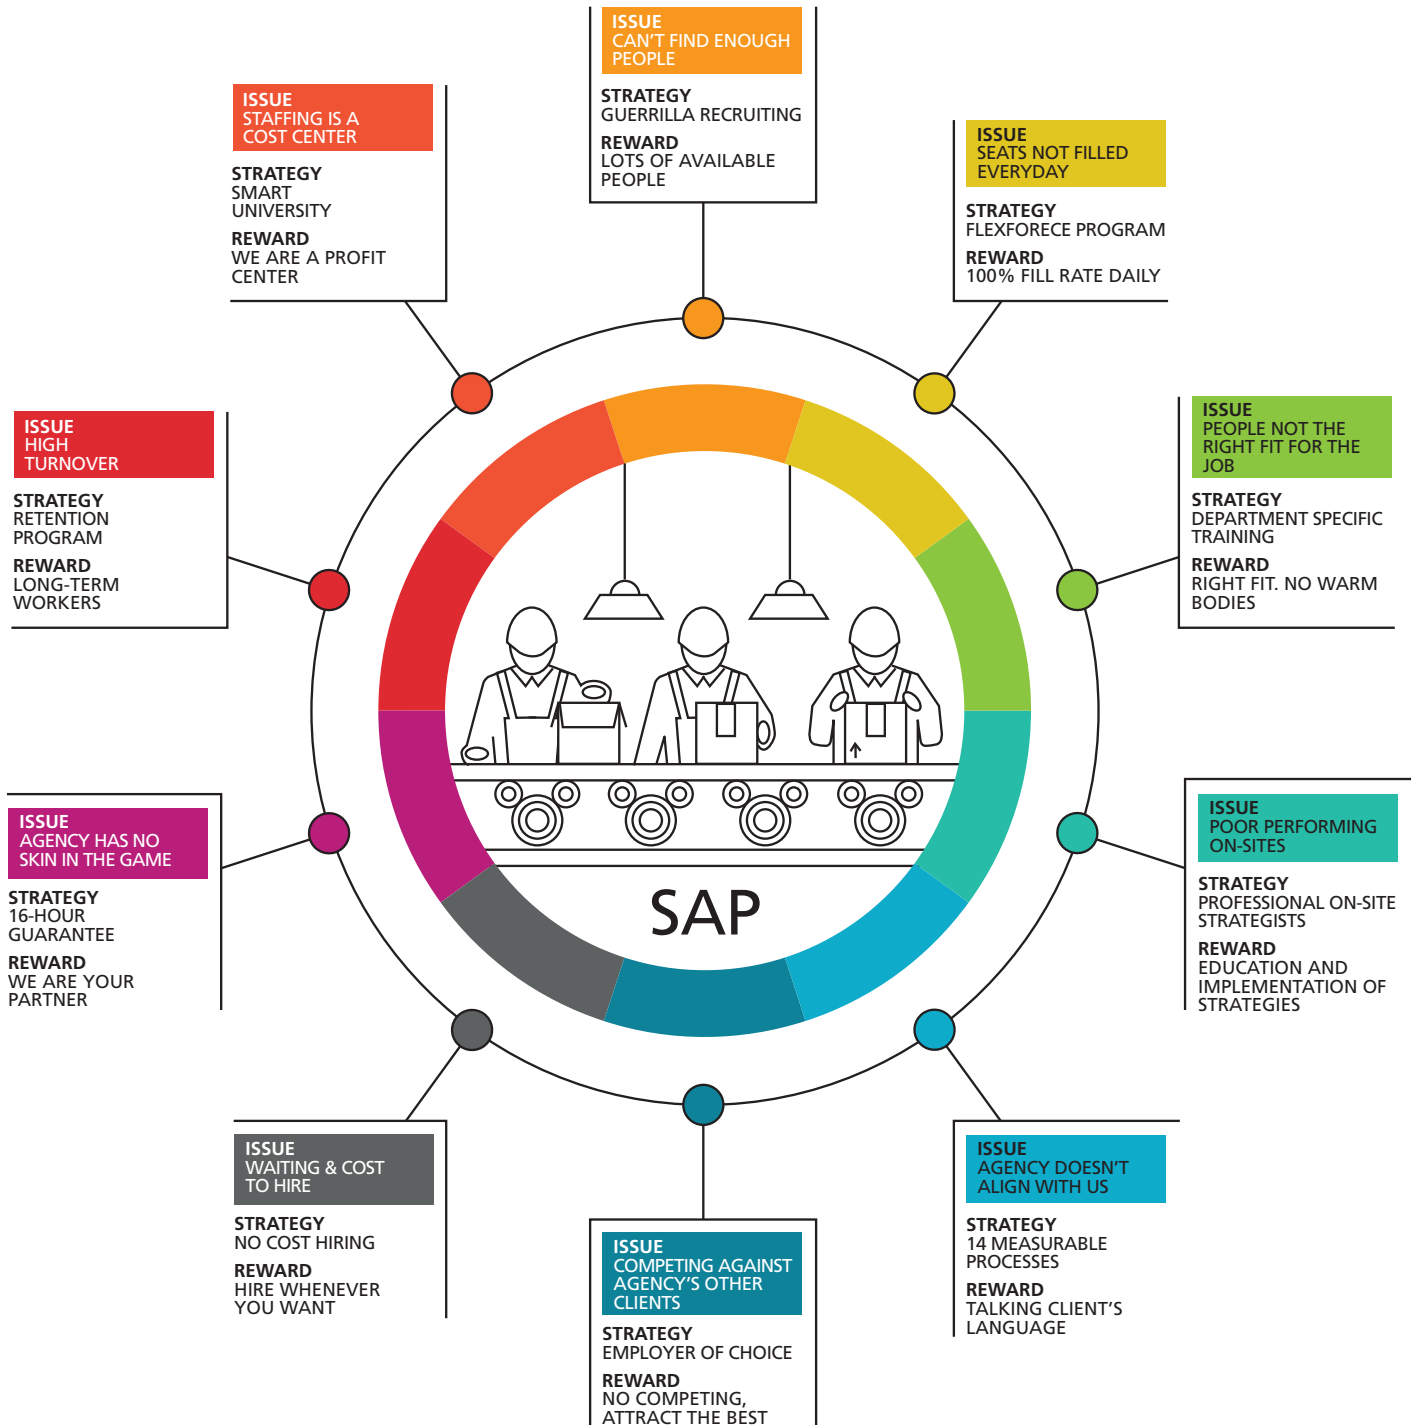 ISSUE
CAN'T FIND ENOUGH
PEOPLE
STRATEGY
GUERRILLA RECRUITING
REWARD
LOTS OF AVAILABLE
PEOPLE
ISSUE
SEATS NOT FILLED
EVERYDAY
STRATEGY
FLEXFORECE PROGRAM
REWARD
100% FILL RATE DAILY
ISSUE
PEOPLE NOT THE
RIGHT FIT FOR THE
JOB
STRATEGY
DEPARTMENT SPECIFIC
TRAINING
REWARD
RIGHT FIT. NO WARM
BODIES
ISSUE
POOR PERFORMING
ON-SITES
STRATEGY
PROFESSIONAL ON-SITE
STRATEGISTS
REWARD
EDUCATION AND
IMPLEMENTATION OF
STRATEGIES
ISSUE
AGENCY DOESN'T
ALIGN WITH US
STRATEGY
14 MEASURABLE
PROCESSES
REWARD
TALKING CLIENT'S
LANGUAGE
ISSUE
COMPETING AGAINST
AGENCY'S OTHER
CLIENTS
STRATEGY
EMPLOYER OF CHOICE
REWARD
NO COMPETING,
ATTRACT THE BEST
ISSUE
WAITING & COST
TO HIRE
STRATEGY
NO COST HIRING
REWARD
HIRE WHENEVER
YOU WANT
ISSUE
AGENCY HAS NO
SKIN IN THE GAME
STRATEGY
16-HOUR
GUARANTEE
REWARD
WE ARE YOUR
PARTNER
ISSUE
HIGH
TURNOVER
STRATEGY
RETENTION
PROGRAM
REWARD
LONG-TERM
WORKERS
ISSUE
STAFFING IS A
COST CENTER
STRATEGY
SMART
UNIVERSITY
REWARD
WE ARE A PROFIT
CENTER
SAP